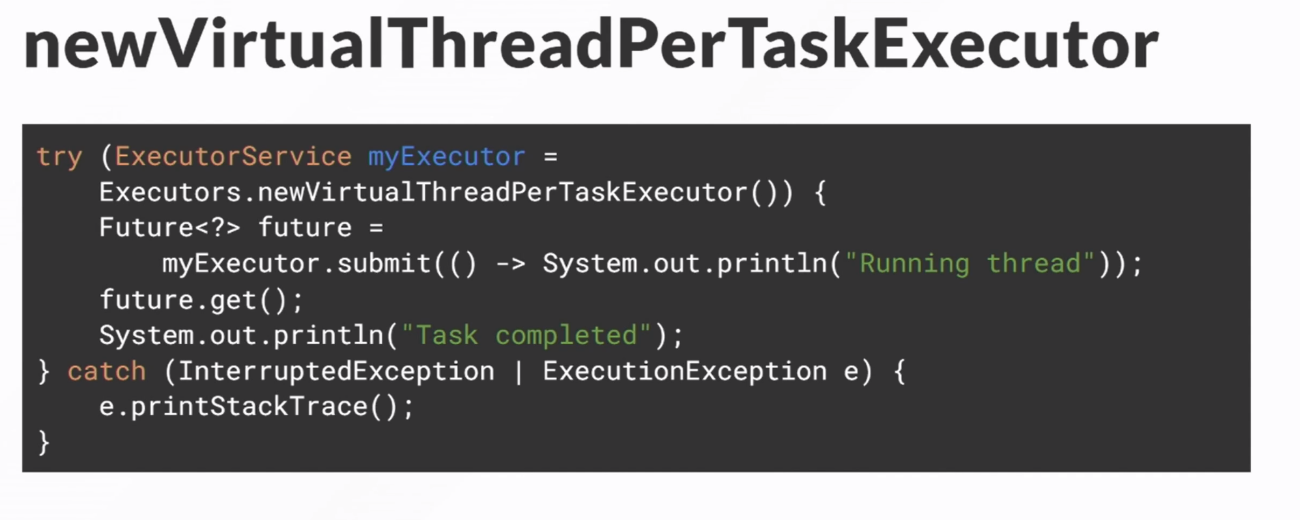 newVirtualThreadPerTaskExecutor
try (ExecutorService myExecutor =
    Executors.newVirtualThreadPerTaskExecutor()) {
    Future<?> future =
        myExecutor.submit(() -> System.out.println("Running thread"));
    future.get();
    System.out.println("Task completed");
} catch (InterruptedException | ExecutionException e) {
    e.printStackTrace();
}